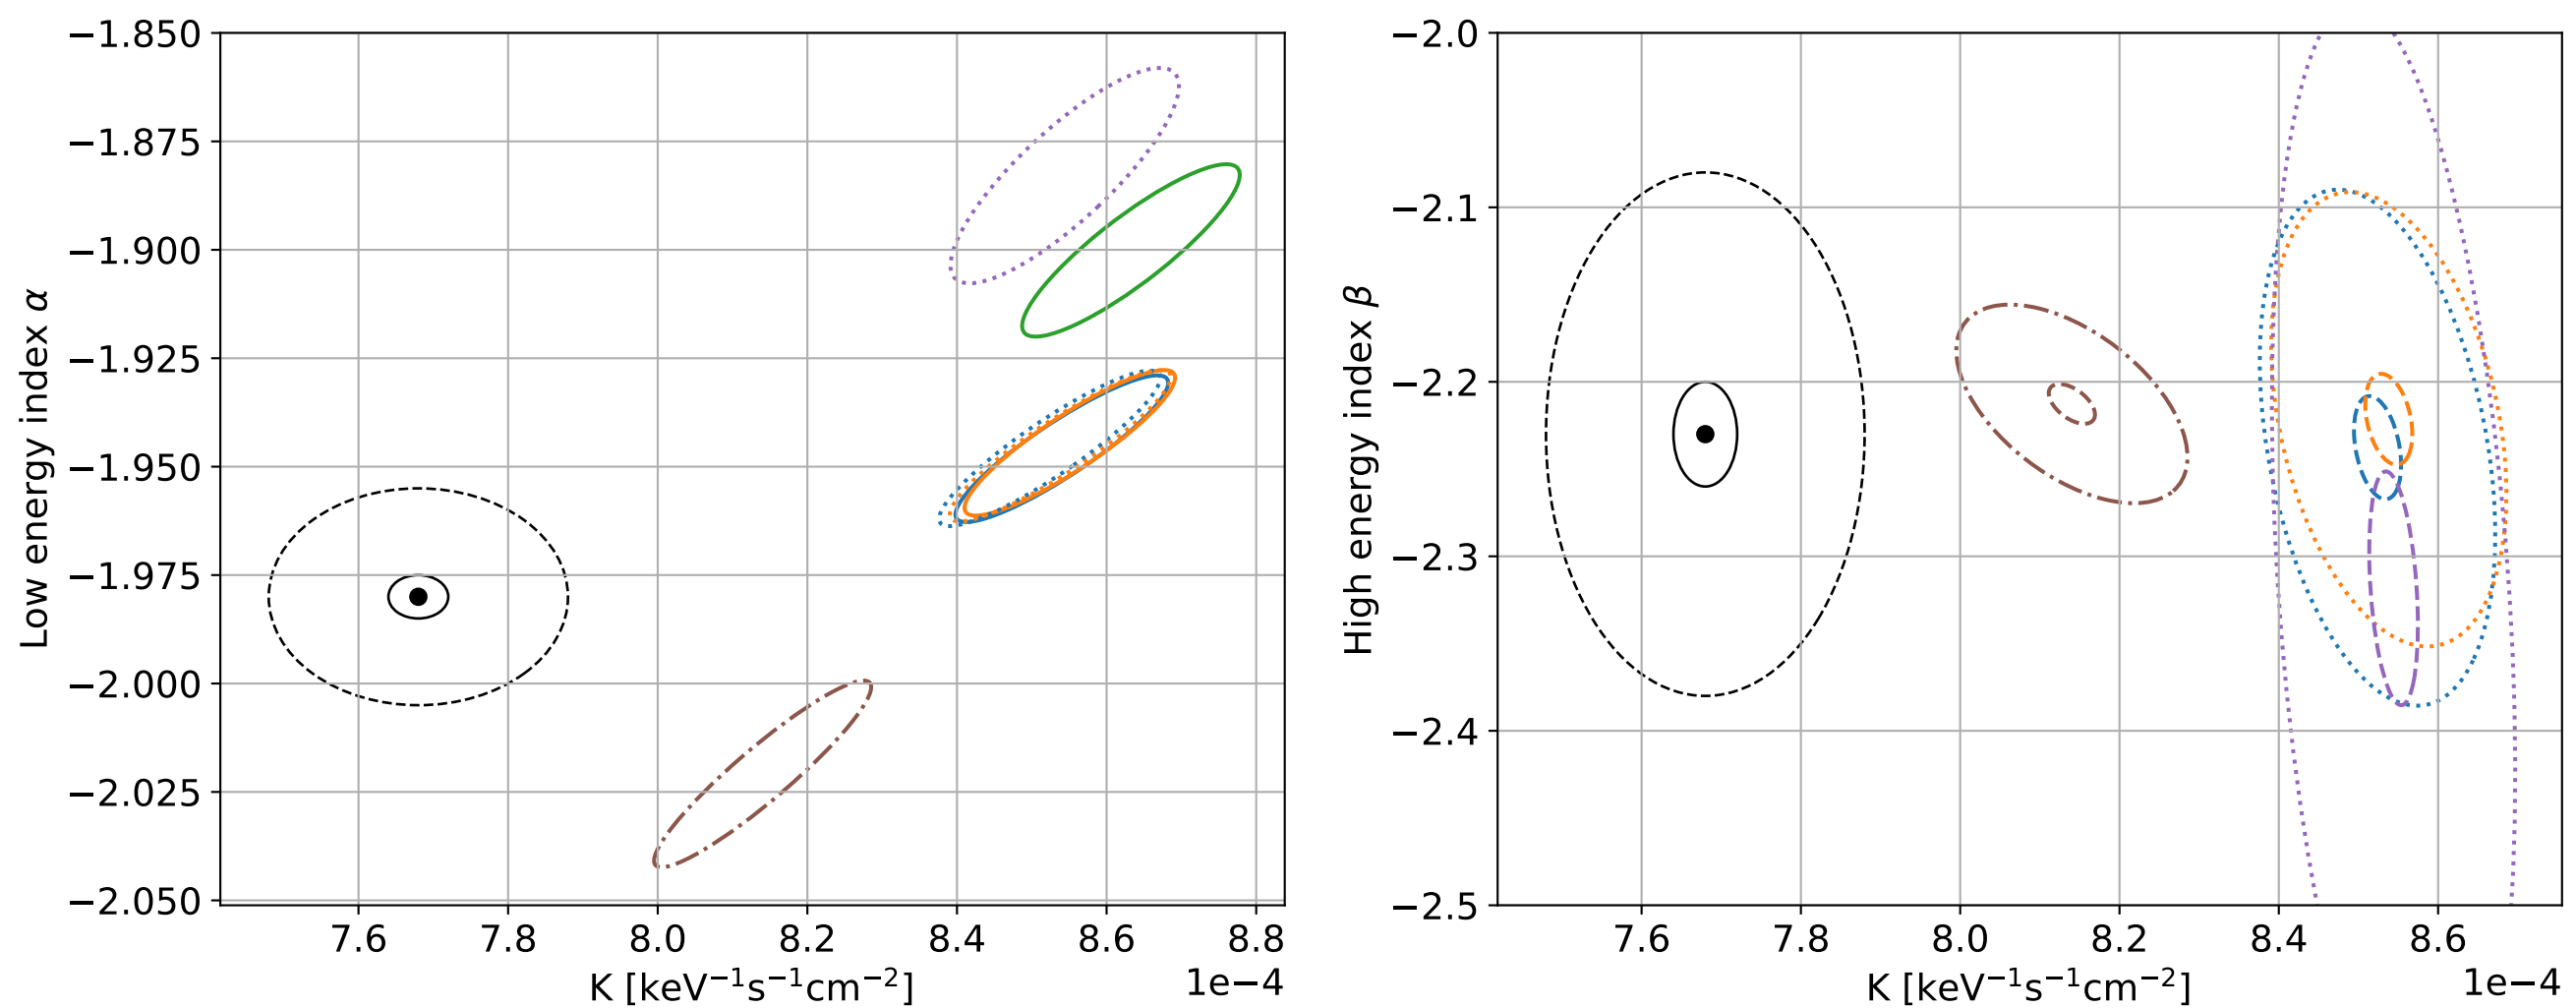 −1.850
−1.875
−1.900
−1.925
−1.950
−1.975
−2.000
−2.025
−2.050
Low energy index α
7.6 7.8 8.0 8.2 8.4 8.6 8.8
K [keV⁻¹s⁻¹cm⁻²]
1e−4
−2.0
−2.1
−2.2
−2.3
−2.4
−2.5
High energy index β
7.6 7.8 8.0 8.2 8.4 8.6
K [keV⁻¹s⁻¹cm⁻²]
1e−4